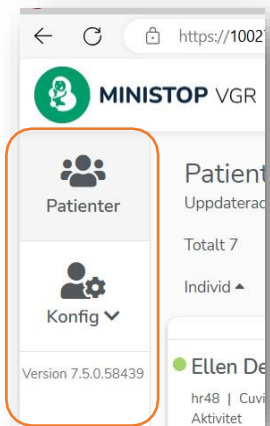 https://1002
MINISTOP VGR
Patienter
Konfig
Version 7.5.0.58439
Patient
Uppdaterad
Totalt 7
Individ
Ellen De
hr48 | Cuvi
Aktivitet